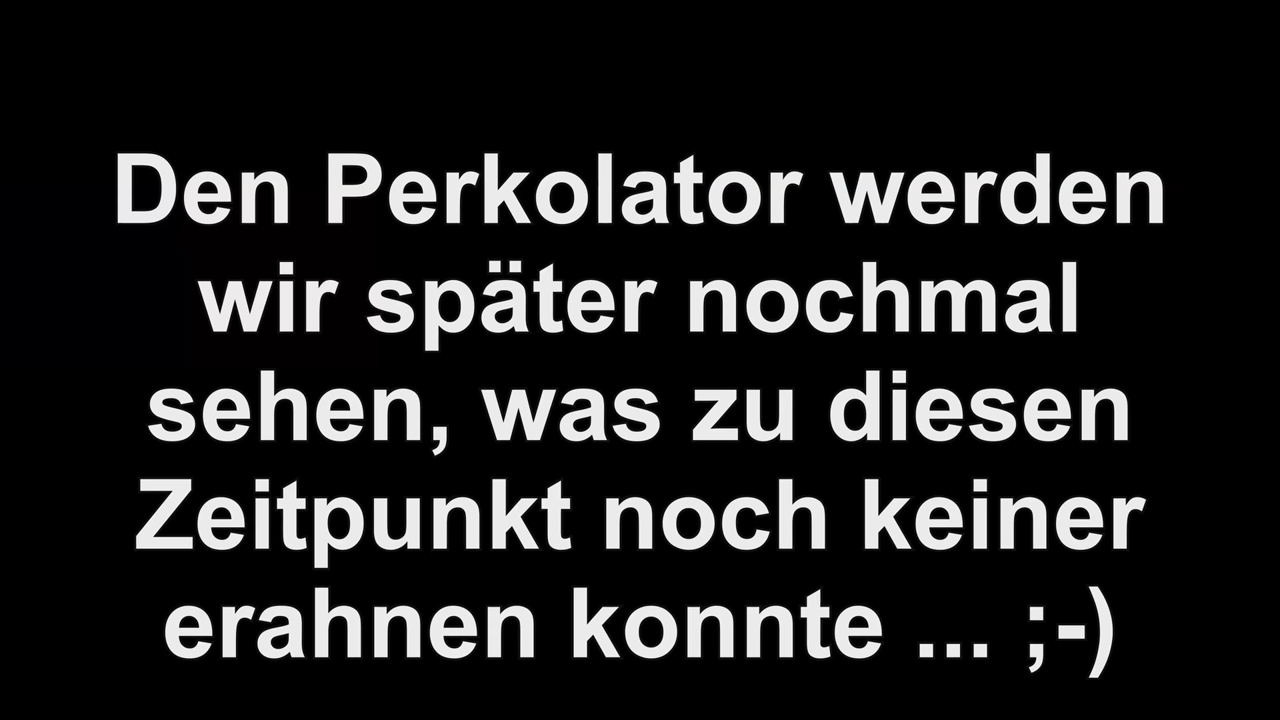 Den Perkolator werden
wir später nochmal
sehen, was zu diesen
Zeitpunkt noch keiner
erahnen konnte ... ;-)